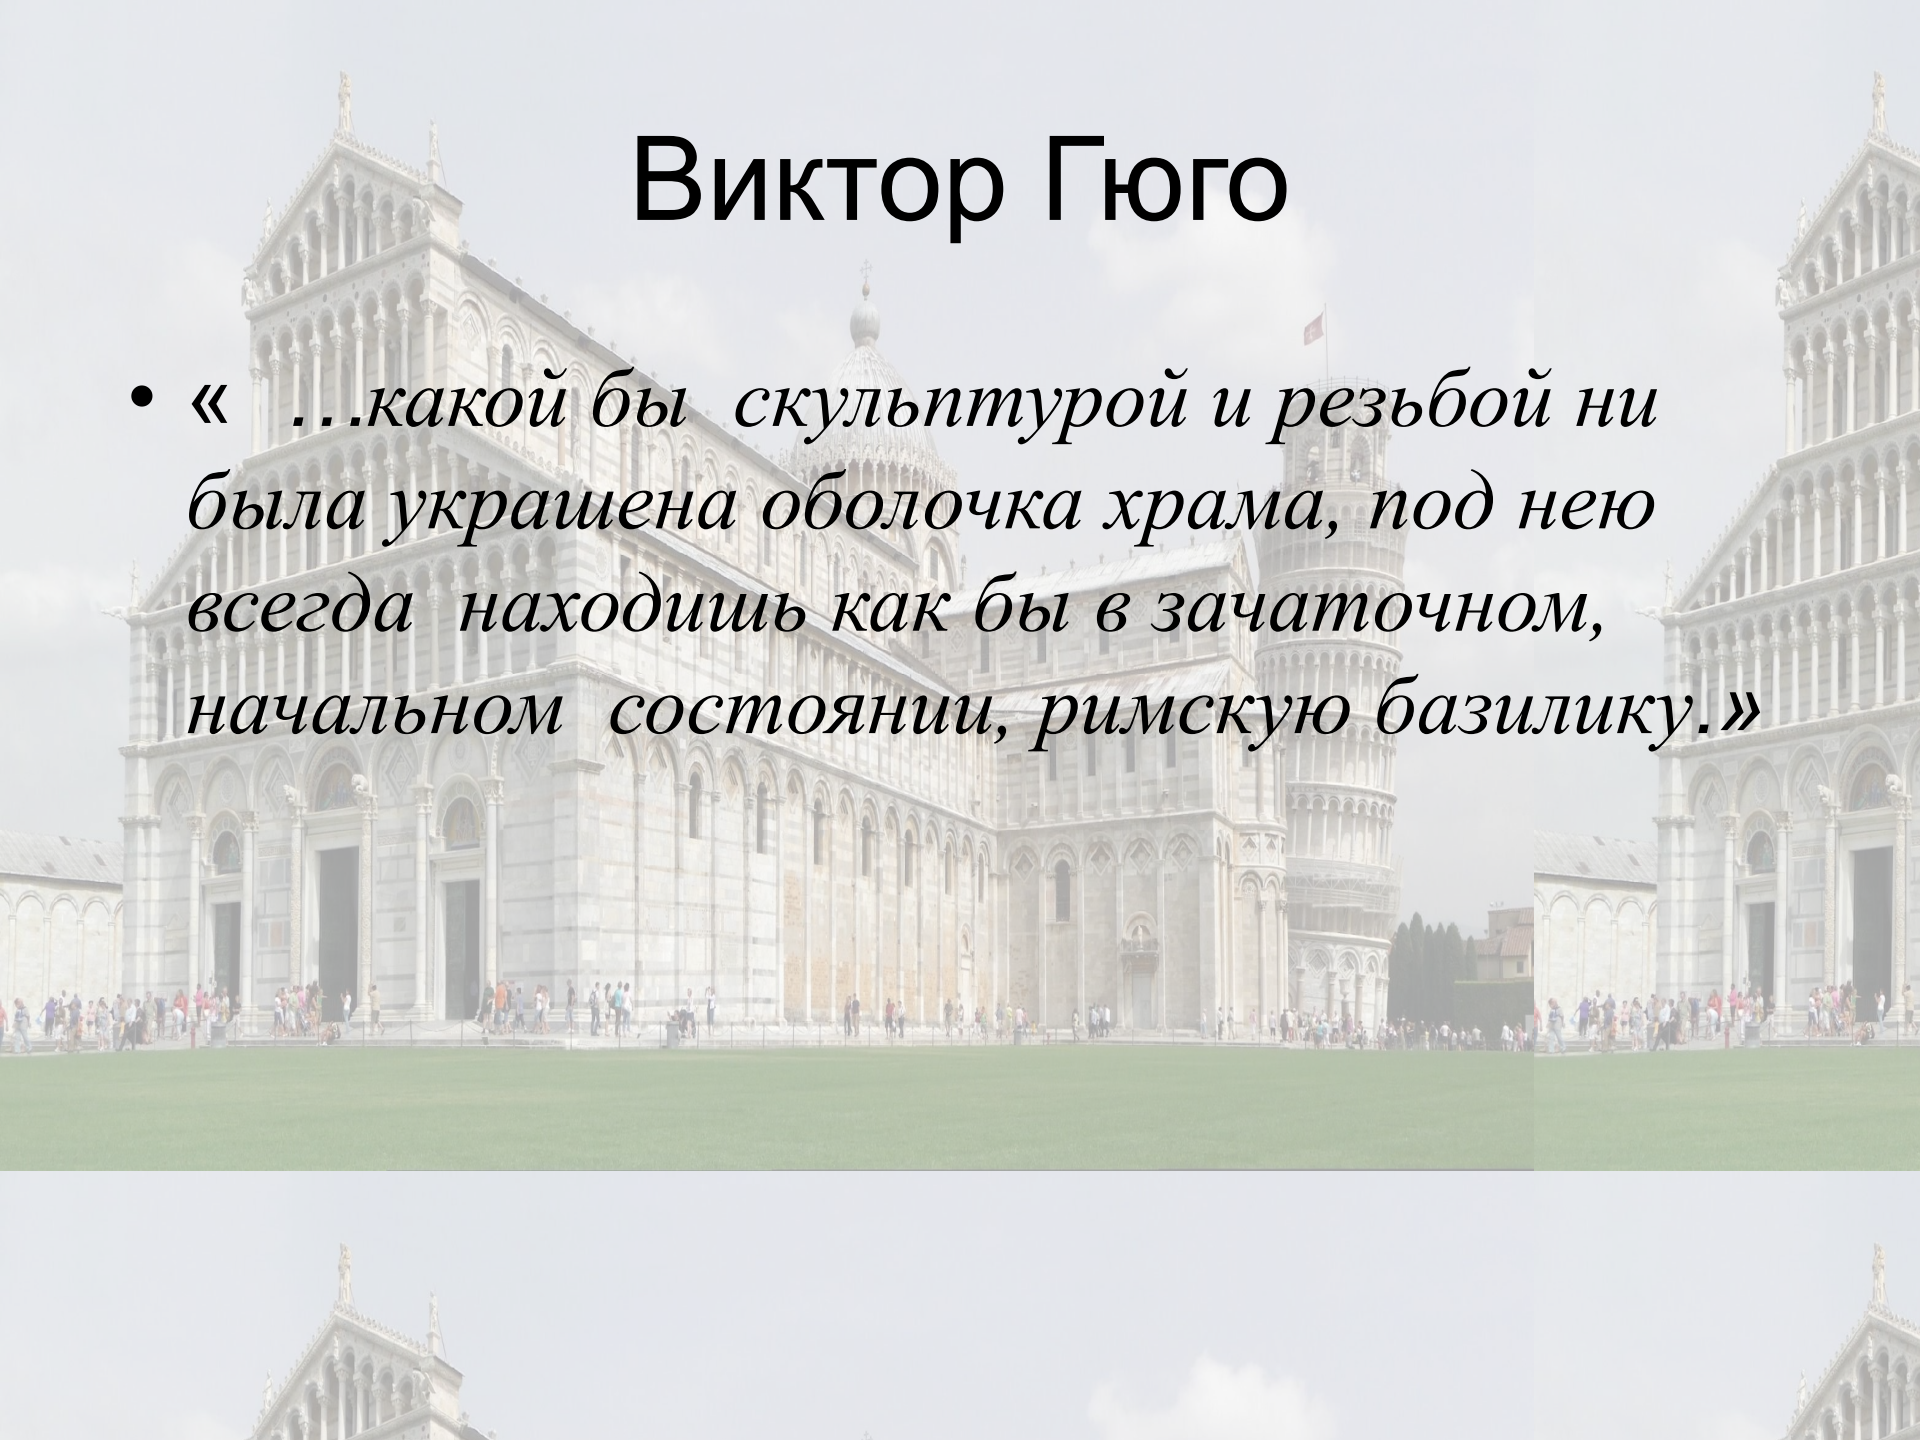 Виктор Гюго
• « …какой бы скульптурой и резьбой ни
была украшена оболочка храма, под нею
всегда находишь как бы в зачаточном,
начальном состоянии, римскую базилику.»